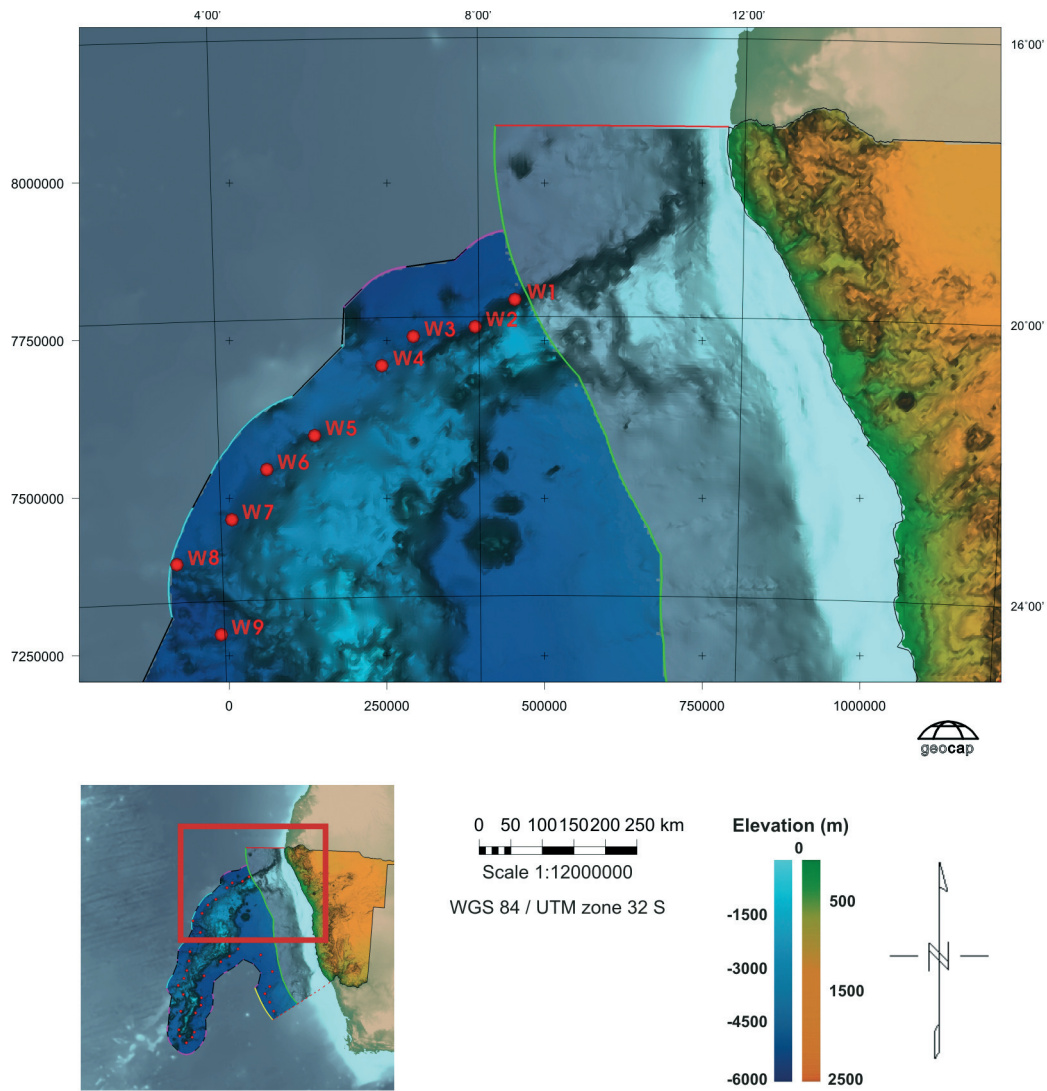 4°00' 8°00' 12°00'
16°00'
8000000
W1
W2
20°00'
W3
7750000
W4
W5
W6
7500000
W7
W8
24°00'
W9
7250000
0 250000 500000 750000 1000000
geocap
0 50 100 150 200 250 km
Scale 1:12000000
WGS 84 / UTM zone 32 S
Elevation (m)
0
500
-1500
-3000
1500
-4500
-6000 2500
N